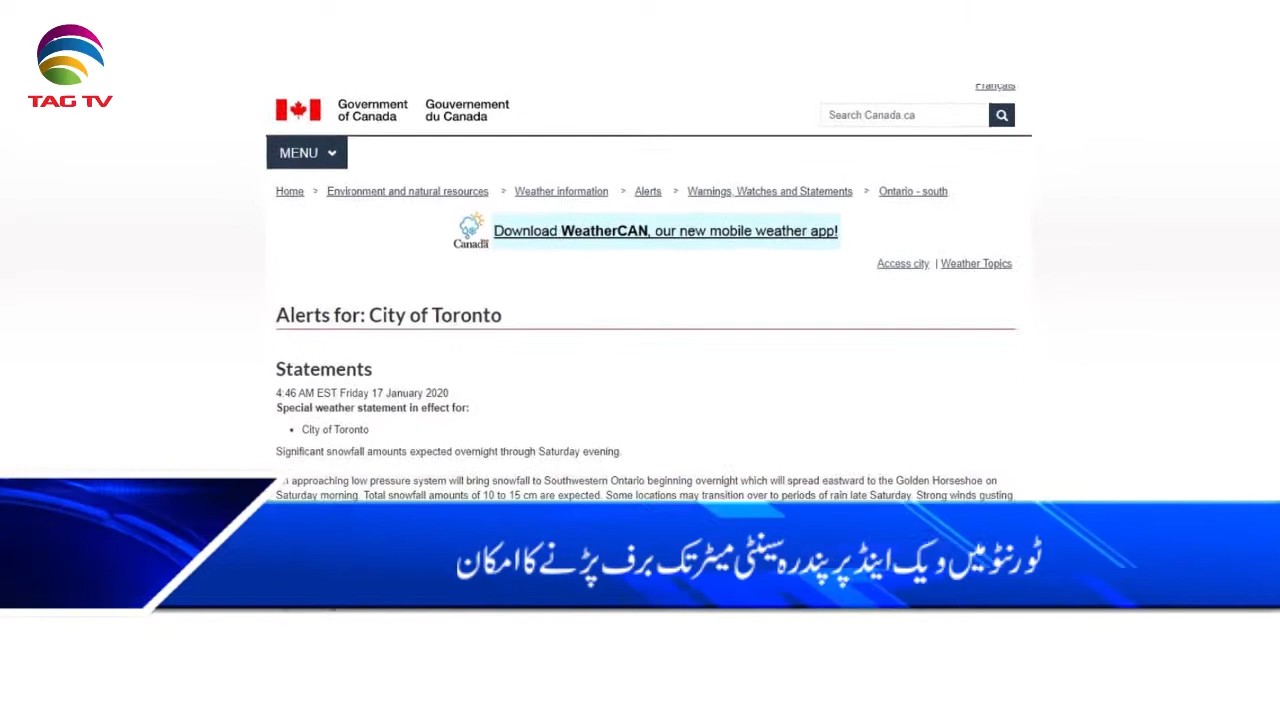 TAG TV
Français
Government of Canada
Gouvernement du Canada
Search Canada.ca
MENU
Home > Environment and natural resources > Weather information > Alerts > Warnings, Watches and Statements > Ontario - south
Canada
Download WeatherCAN, our new mobile weather app!
Access city | Weather Topics
Alerts for: City of Toronto
Statements
4:46 AM EST Friday 17 January 2020
Special weather statement in effect for:
• City of Toronto
Significant snowfall amounts expected overnight through Saturday evening.
approaching low pressure system will bring snowfall to Southwestern Ontario beginning overnight which will spread eastward to the Golden Horseshoe on
Saturday morning. Total snowfall amounts of 10 to 15 cm are expected. Some locations may transition over to periods of rain late Saturday. Strong winds gusting
ٹورنٹو میں ویک اینڈ پر پندرہ سینٹی میٹر تک برف پڑنے کا امکان